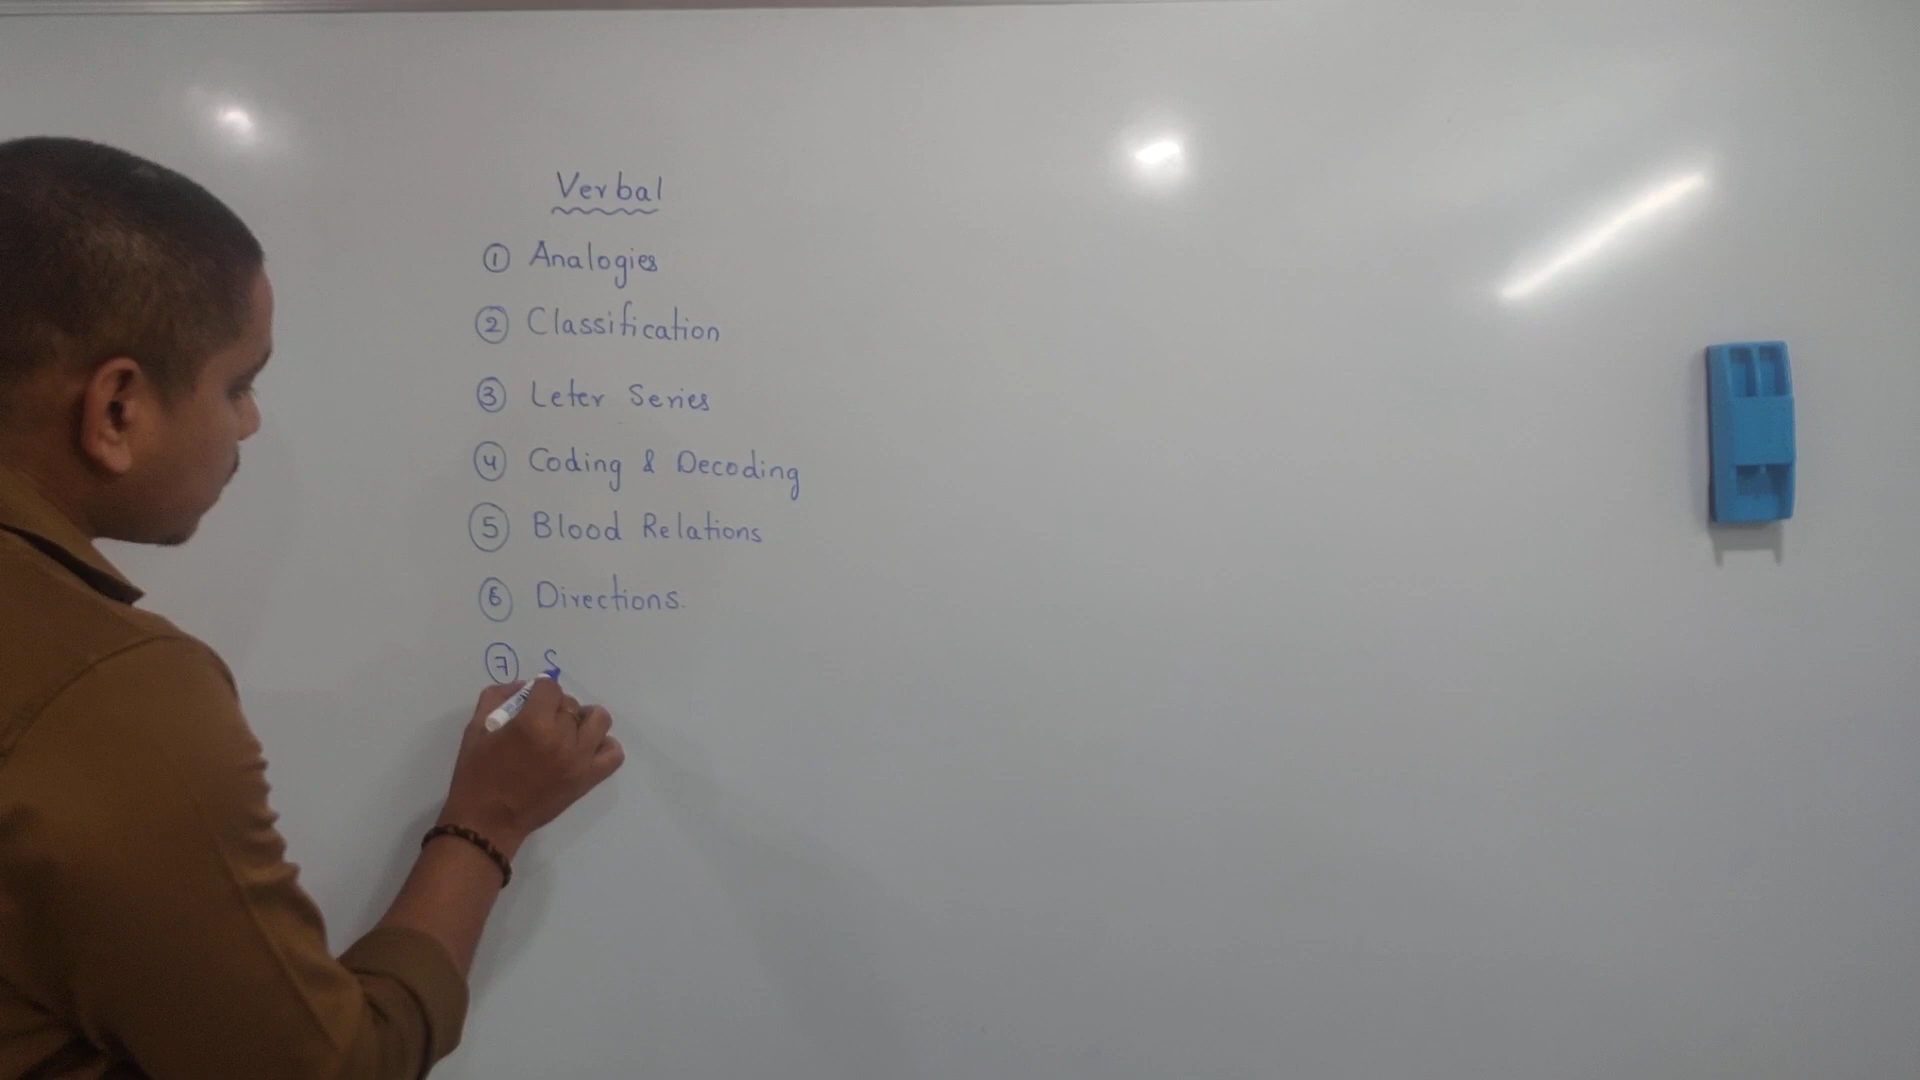 Verbal
① Analogies
② Classification
③ Leter Series
④ Coding & Decoding
⑤ Blood Relations
⑥ Directions.
⑦ S